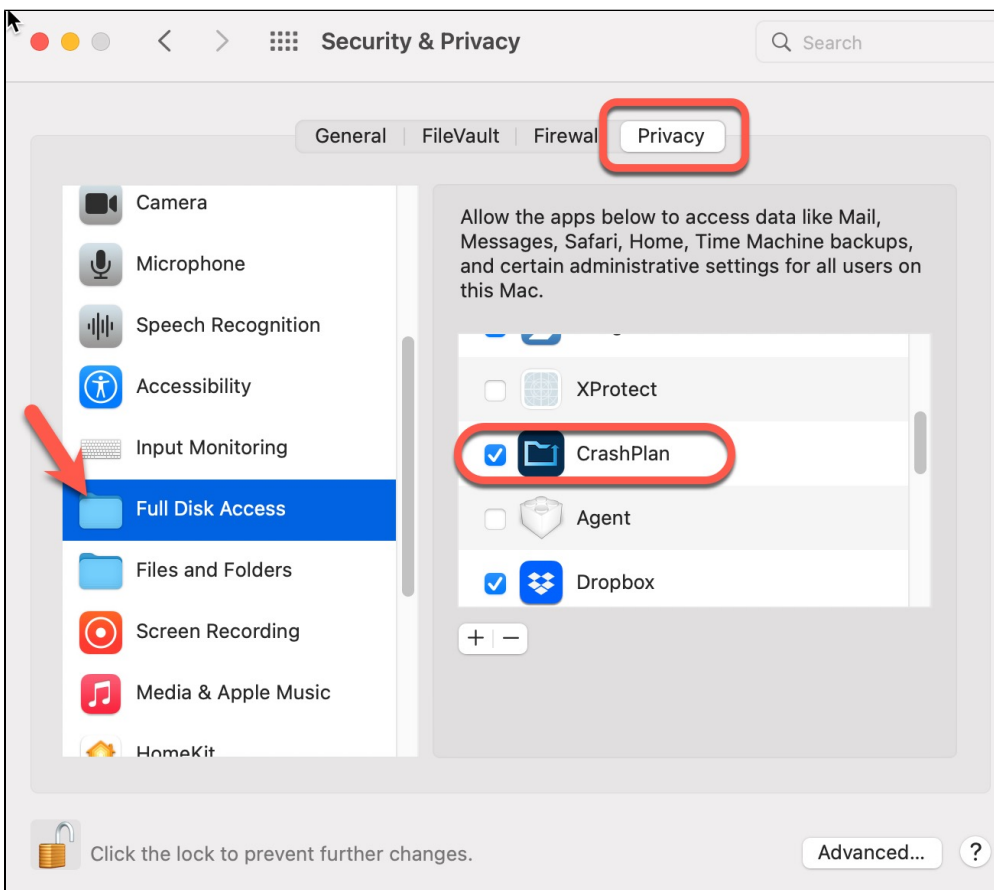 Security & Privacy
Search
General
FileVault
Firewal
Privacy
Camera
Microphone
Speech Recognition
Accessibility
Input Monitoring
Full Disk Access
Files and Folders
Screen Recording
Media & Apple Music
HomeKit
Allow the apps below to access data like Mail,
Messages, Safari, Home, Time Machine backups,
and certain administrative settings for all users on
this Mac.
XProtect
CrashPlan
Agent
Dropbox
+ −
Click the lock to prevent further changes.
Advanced...
?